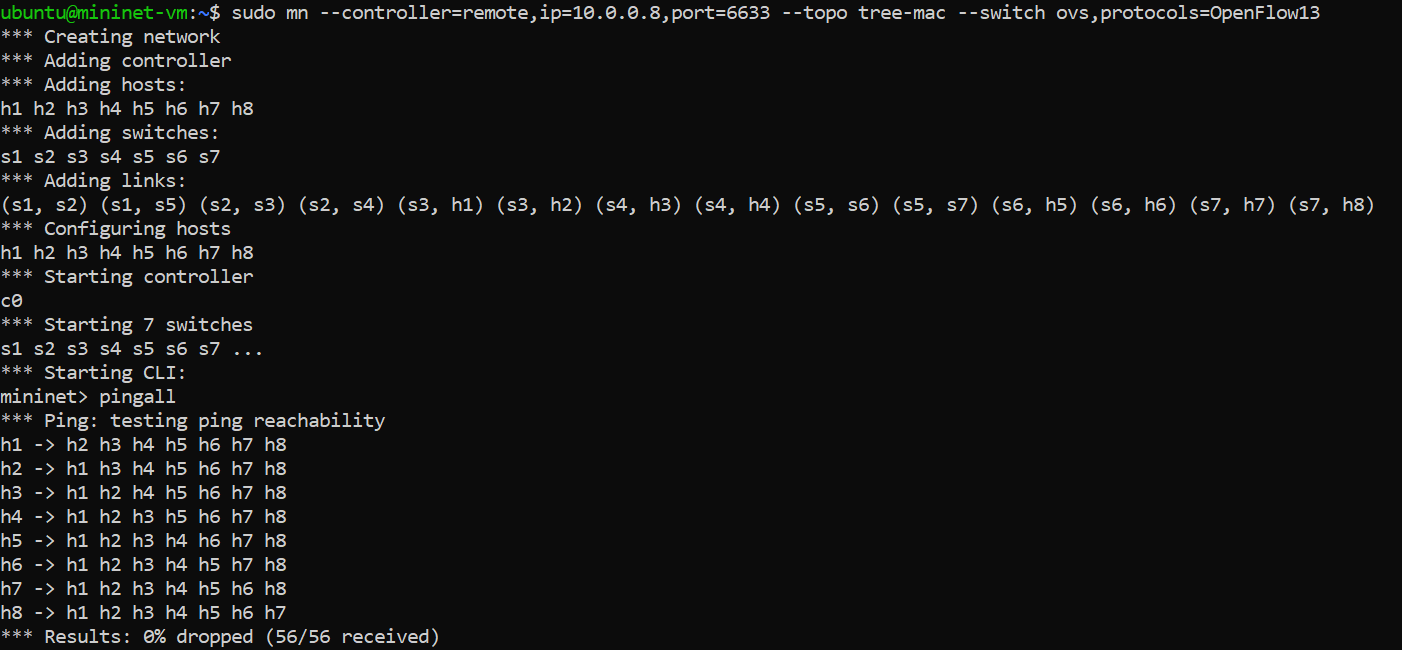 ubuntu@mininet-vm:~$ sudo mn --controller=remote,ip=10.0.0.8,port=6633 --topo tree-mac --switch ovs,protocols=OpenFlow13
*** Creating network
*** Adding controller
*** Adding hosts:
h1 h2 h3 h4 h5 h6 h7 h8
*** Adding switches:
s1 s2 s3 s4 s5 s6 s7
*** Adding links:
(s1, s2) (s1, s5) (s2, s3) (s2, s4) (s3, h1) (s3, h2) (s4, h3) (s4, h4) (s5, s6) (s5, s7) (s6, h5) (s6, h6) (s7, h7) (s7, h8)
*** Configuring hosts
h1 h2 h3 h4 h5 h6 h7 h8
*** Starting controller
c0
*** Starting 7 switches
s1 s2 s3 s4 s5 s6 s7 ...
*** Starting CLI:
mininet> pingall
*** Ping: testing ping reachability
h1 -> h2 h3 h4 h5 h6 h7 h8
h2 -> h1 h3 h4 h5 h6 h7 h8
h3 -> h1 h2 h4 h5 h6 h7 h8
h4 -> h1 h2 h3 h5 h6 h7 h8
h5 -> h1 h2 h3 h4 h6 h7 h8
h6 -> h1 h2 h3 h4 h5 h7 h8
h7 -> h1 h2 h3 h4 h5 h6 h8
h8 -> h1 h2 h3 h4 h5 h6 h7
*** Results: 0% dropped (56/56 received)